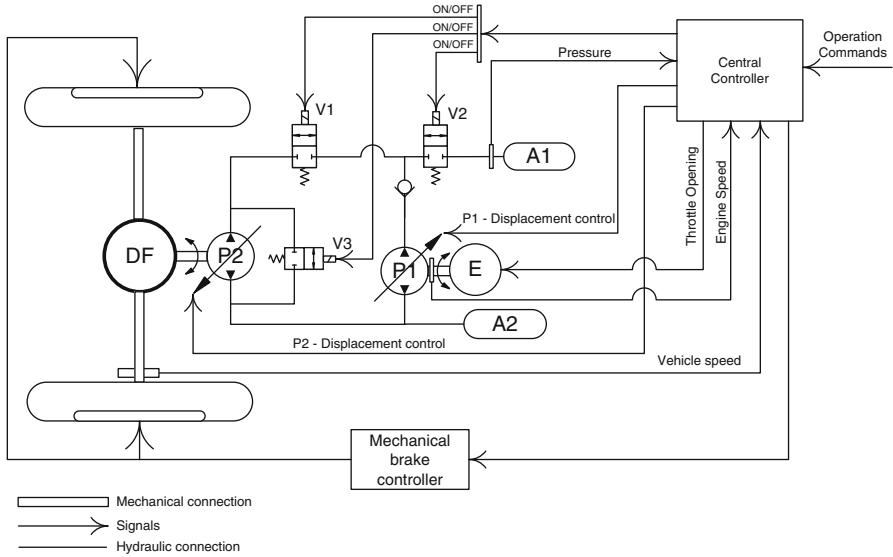 ON/OFF
ON/OFF
ON/OFF
Operation
Commands
Pressure
Central
Controller
V1
V2
A1
Throttle Opening
Engine Speed
P1 - Displacement control
V3
DF
P2
P1
E
A2
P2 - Displacement control
Vehicle speed
Mechanical
brake
controller
Mechanical connection
Signals
Hydraulic connection